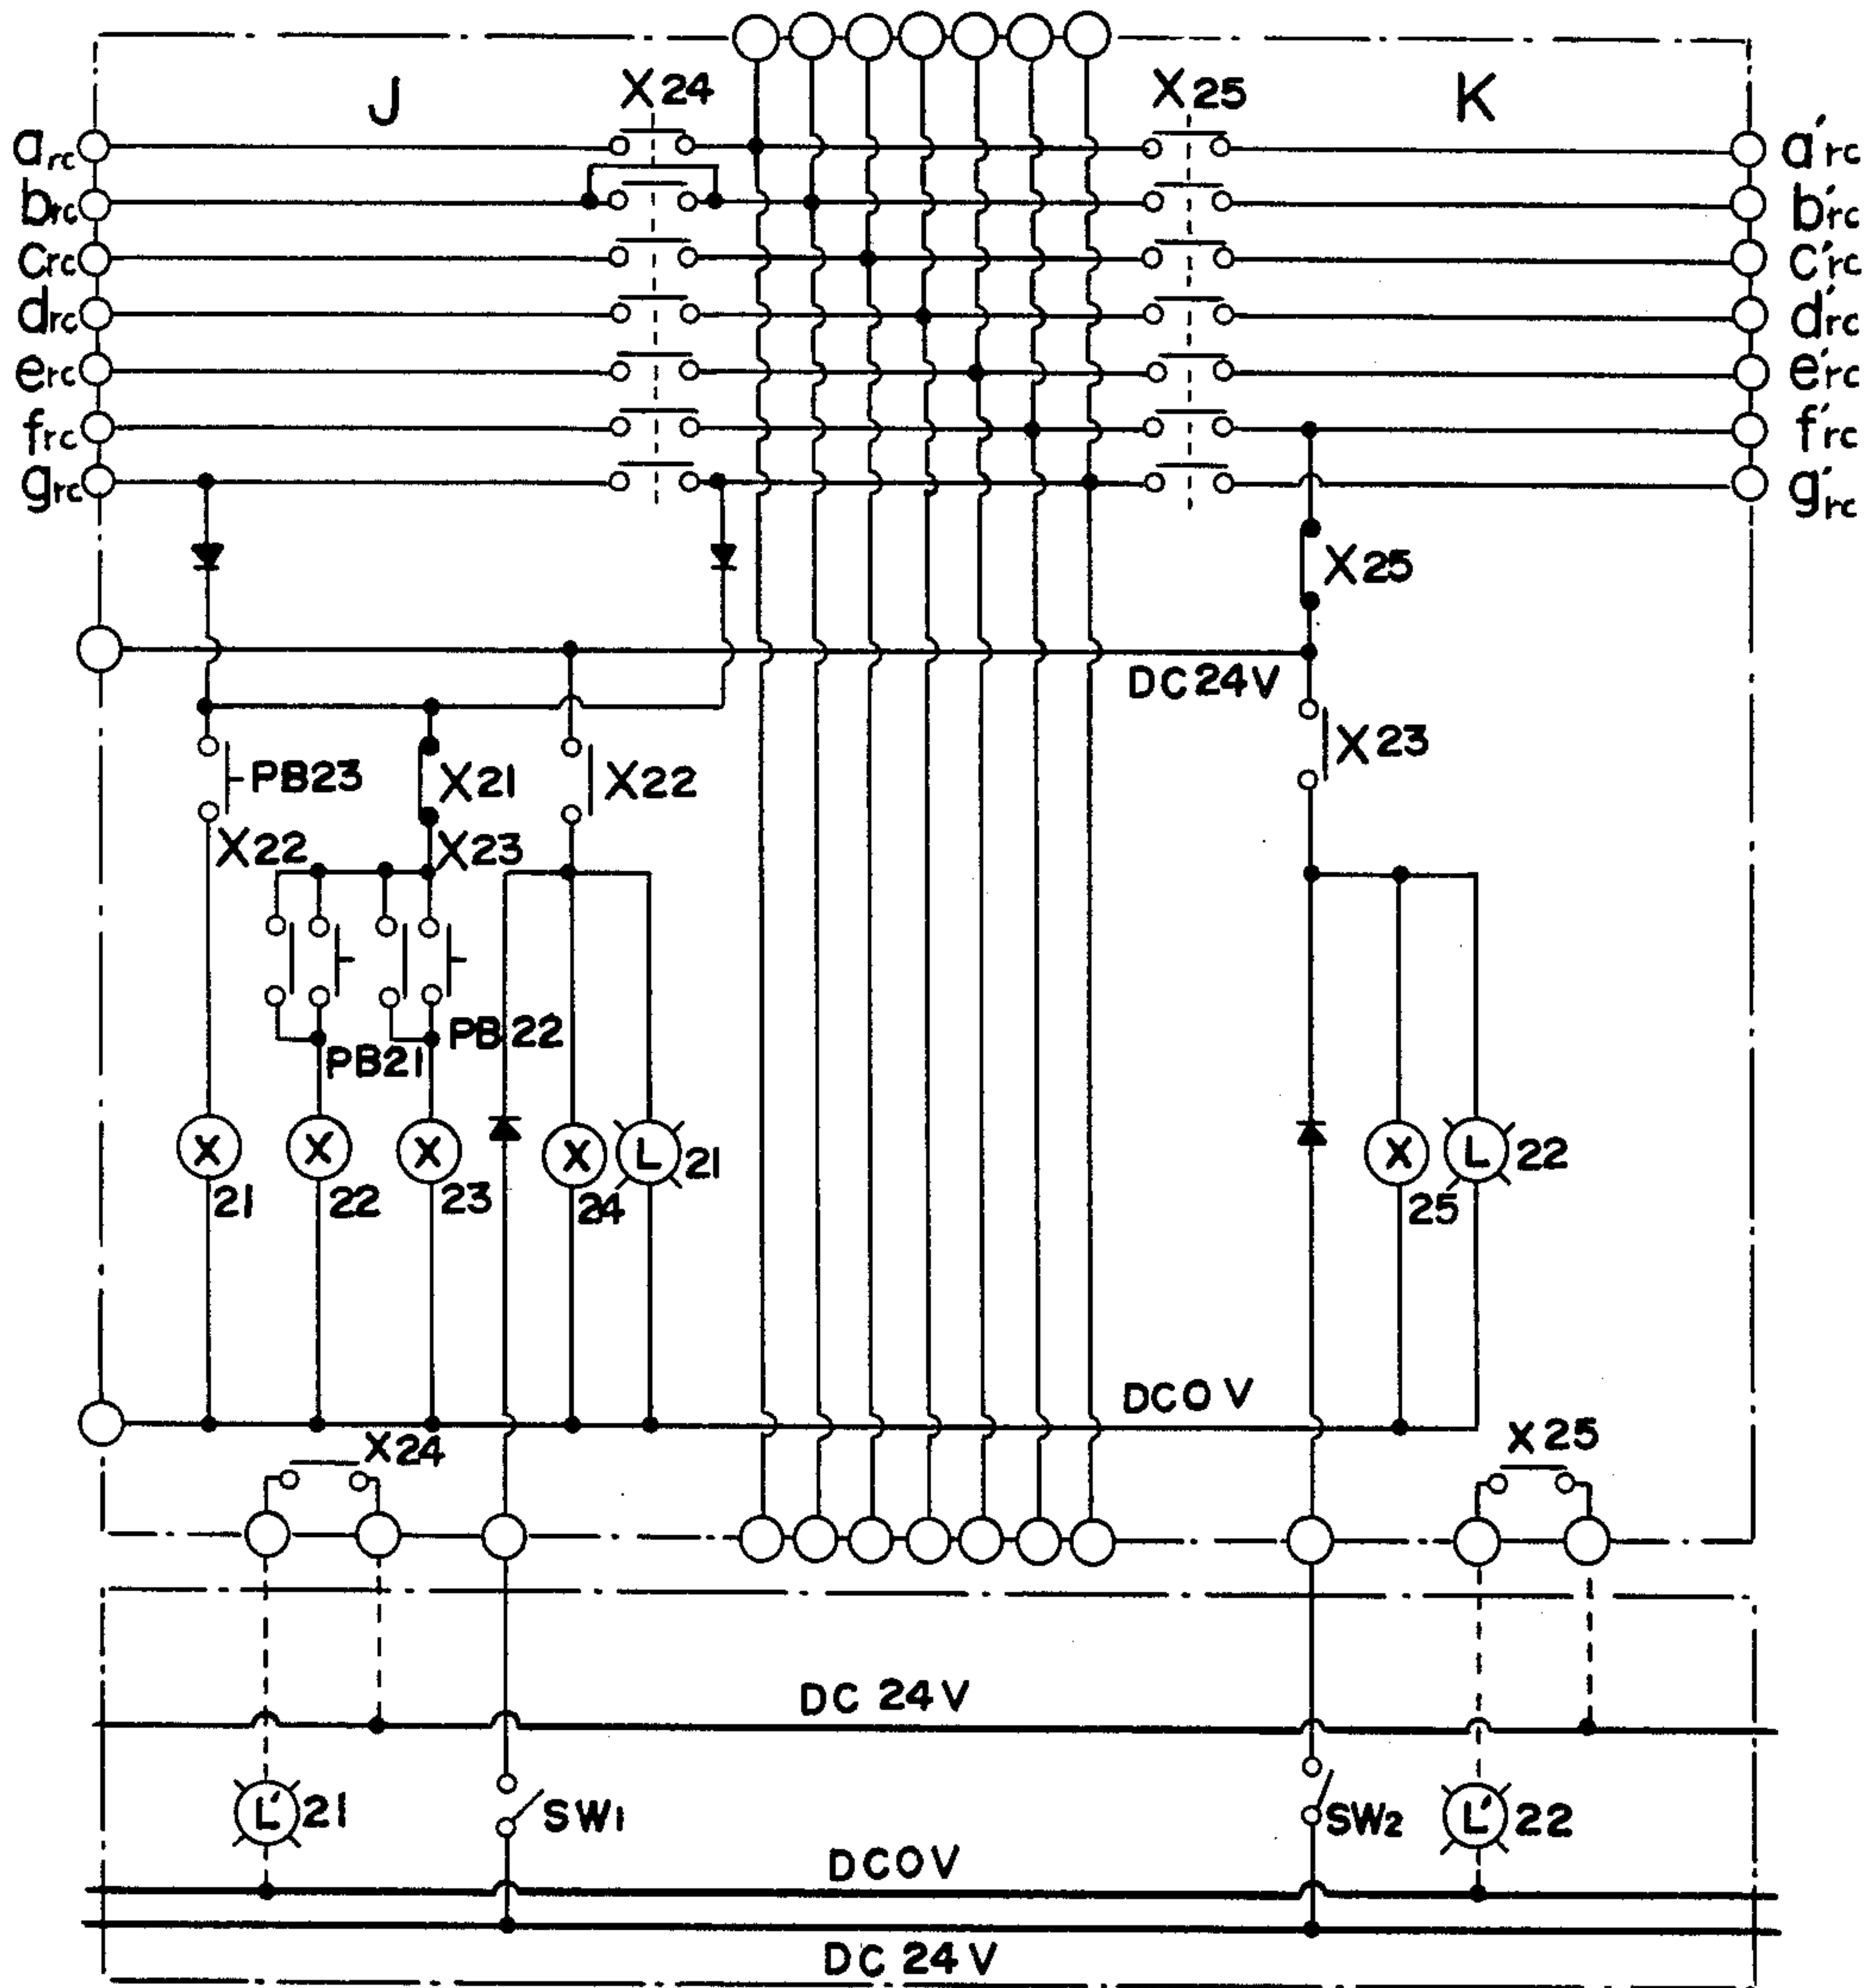 J
X24
X25
K
arc
a'rc
brc
b'rc
crc
c'rc
drc
d'rc
erc
e'rc
frc
f'rc
grc
g'rc
X25
DC 24V
PB23
X21
X22
X23
X22
X23
PB21
PB22
X
21
X
22
X
23
X
24
L
21
X
25
L
22
DC0V
X24
X25
DC 24V
L'
21
SW1
SW2
L'
22
DC0V
DC 24V